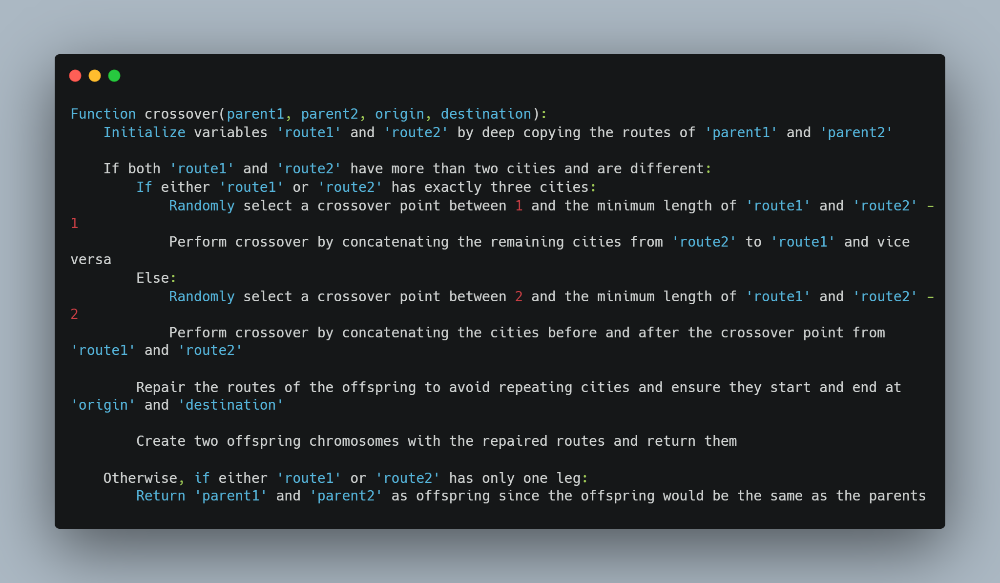 Function crossover(parent1, parent2, origin, destination):
    Initialize variables 'route1' and 'route2' by deep copying the routes of 'parent1' and 'parent2'
    If both 'route1' and 'route2' have more than two cities and are different:
        If either 'route1' or 'route2' has exactly three cities:
            Randomly select a crossover point between 1 and the minimum length of 'route1' and 'route2' -
1
            Perform crossover by concatenating the remaining cities from 'route2' to 'route1' and vice
versa
        Else:
            Randomly select a crossover point between 2 and the minimum length of 'route1' and 'route2' -
2
            Perform crossover by concatenating the cities before and after the crossover point from
'route1' and 'route2'
        Repair the routes of the offspring to avoid repeating cities and ensure they start and end at
'origin' and 'destination'
        Create two offspring chromosomes with the repaired routes and return them
    Otherwise, if either 'route1' or 'route2' has only one leg:
        Return 'parent1' and 'parent2' as offspring since the offspring would be the same as the parents